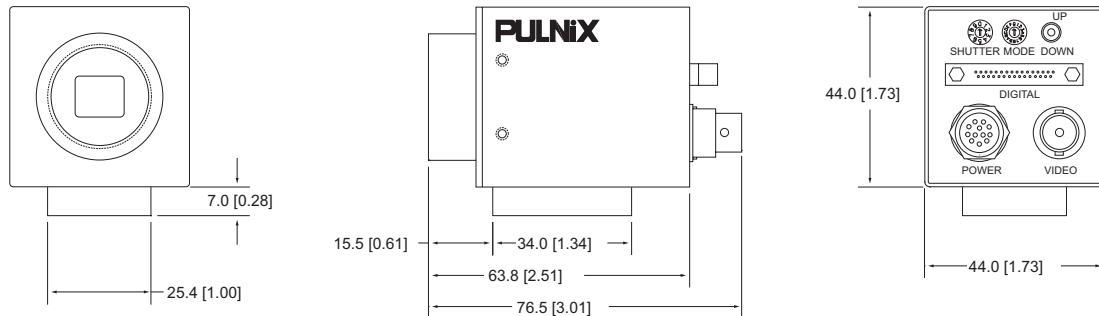 PULNiX
UP
SHUTTER MODE DOWN
DIGITAL
POWER VIDEO
44.0 [1.73]
7.0 [0.28]
25.4 [1.00]
15.5 [0.61]
34.0 [1.34]
63.8 [2.51]
76.5 [3.01]
44.0 [1.73]